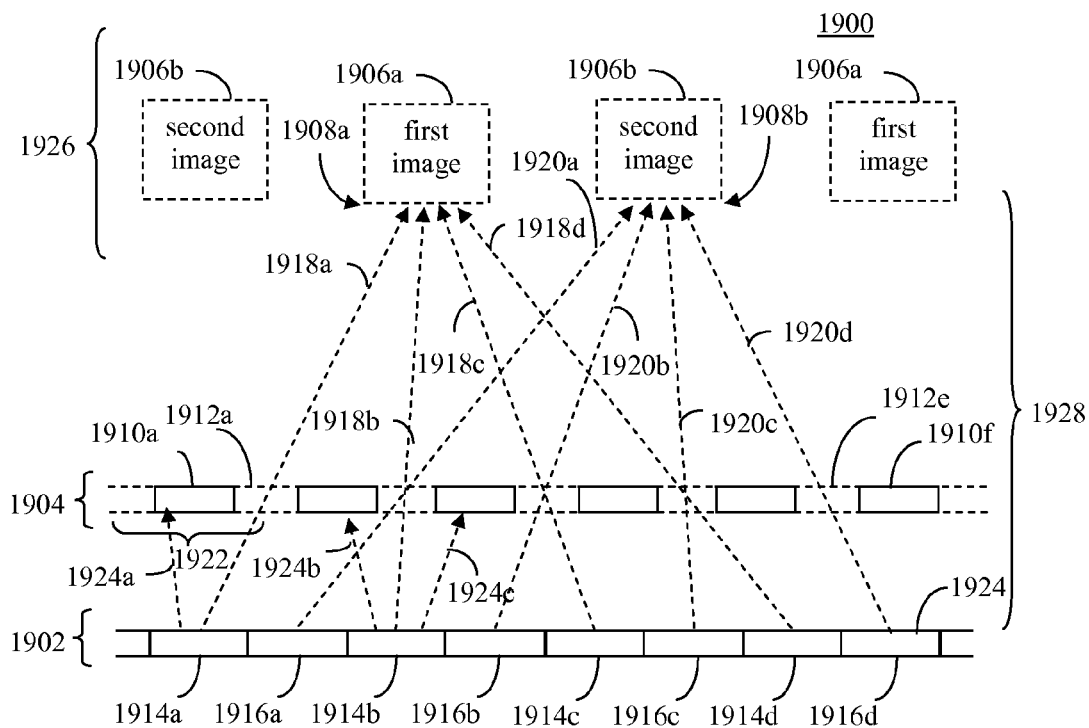 1900
1906b
1906a
1906b
1906a
second
image
first
image
second
image
first
image
1926
1908a
1920a
1908b
1918d
1918a
1918c
1920b
1920d
1928
1910a
1912a
1918b
1920c
1912e
1910f
1904
1922
1924a
1924b
1924c
1924
1902
1914a
1916a
1914b
1916b
1914c
1916c
1914d
1916d